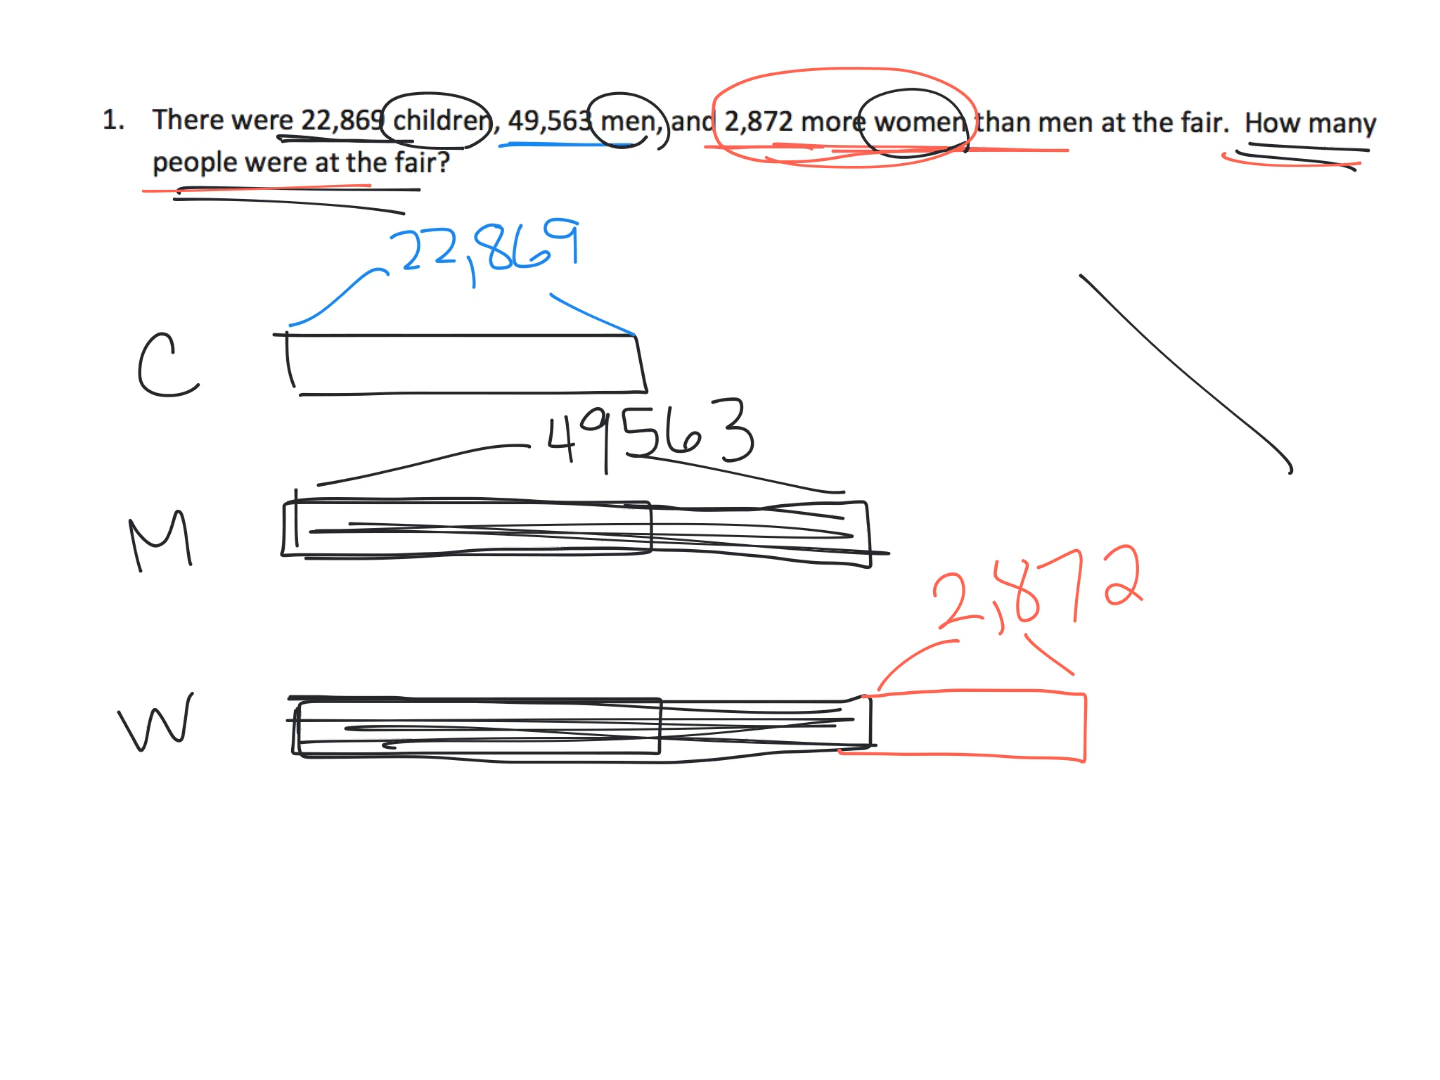 1. There were 22,869 children, 49,563 men, and 2,872 more women than men at the fair. How many
people were at the fair?
22,869
C
49563
M
2,872
W